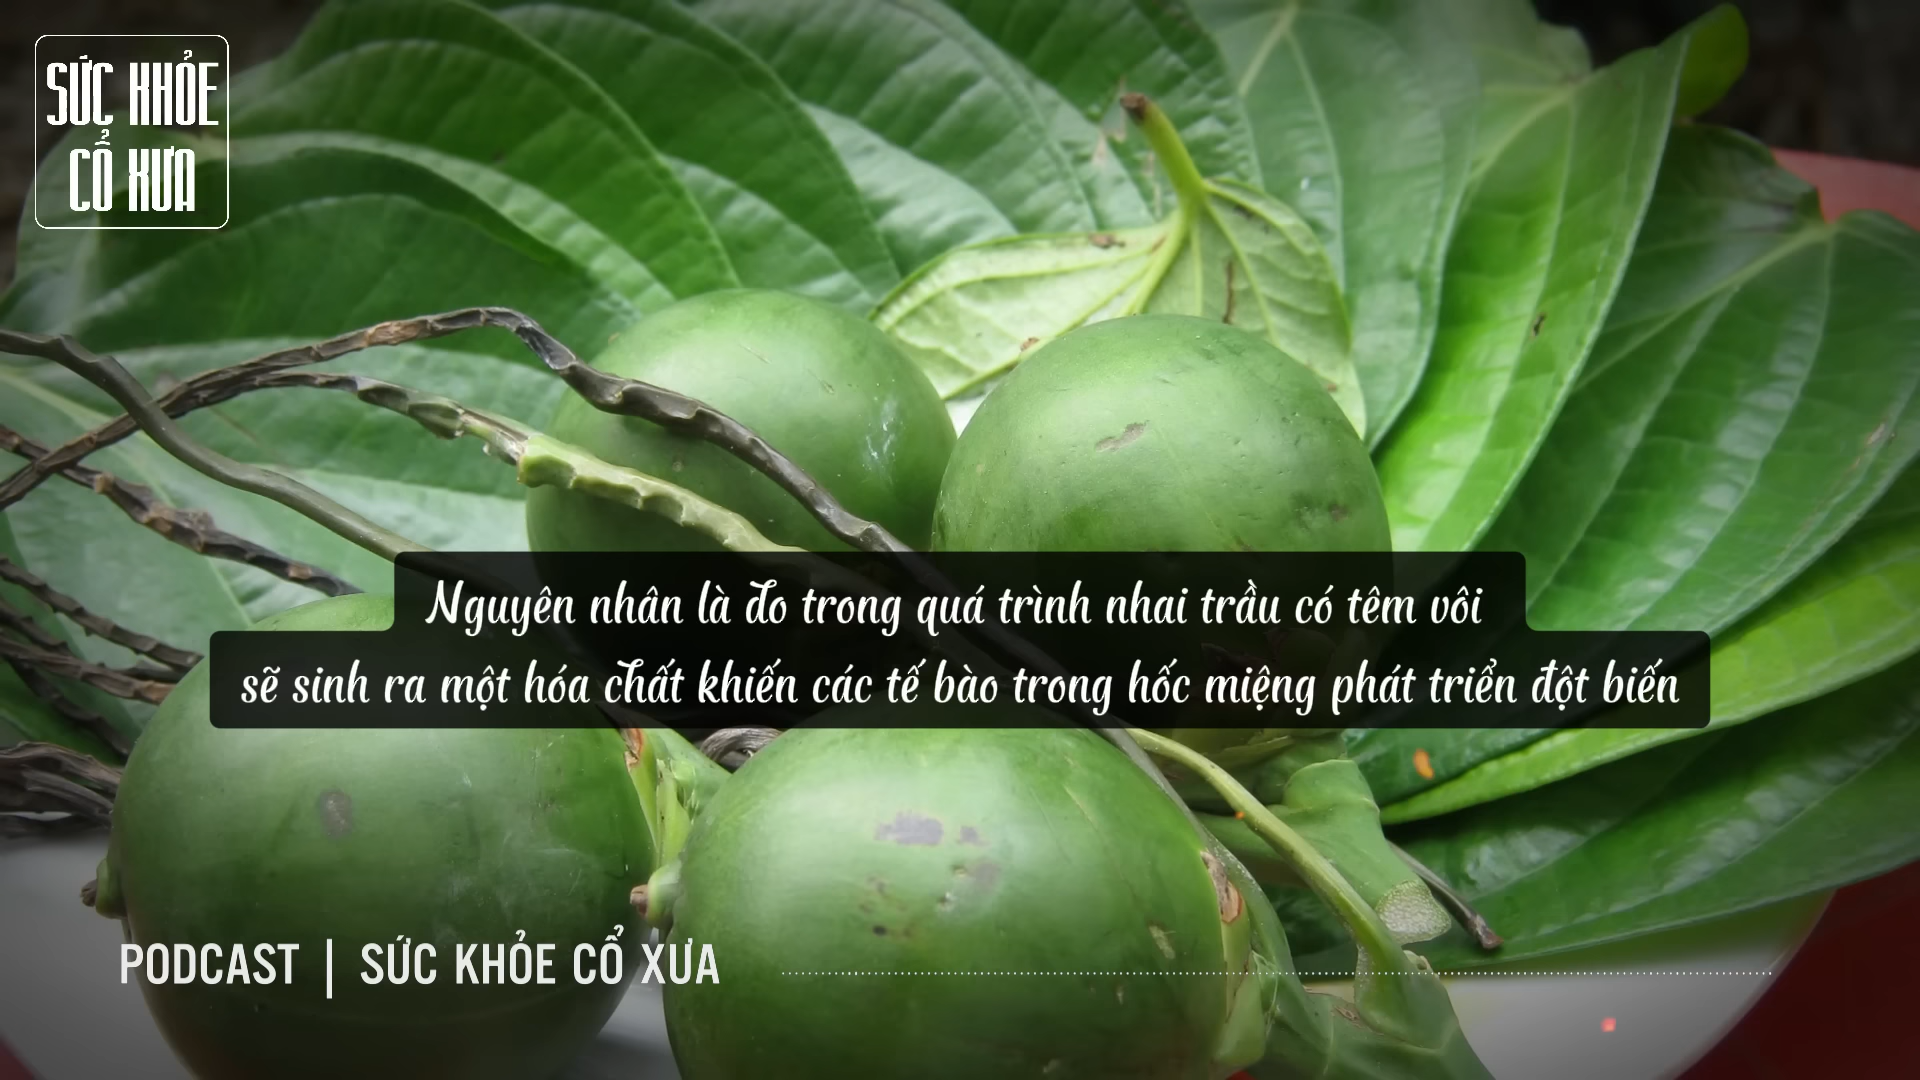 SỨC KHỎE
CỔ XƯA
Nguyên nhân là do trong quá trình nhai trầu có têm vôi
sẽ sinh ra một hóa chất khiến các tế bào trong hốc miệng phát triển đột biến
PODCAST | SỨC KHỎE CỔ XƯA